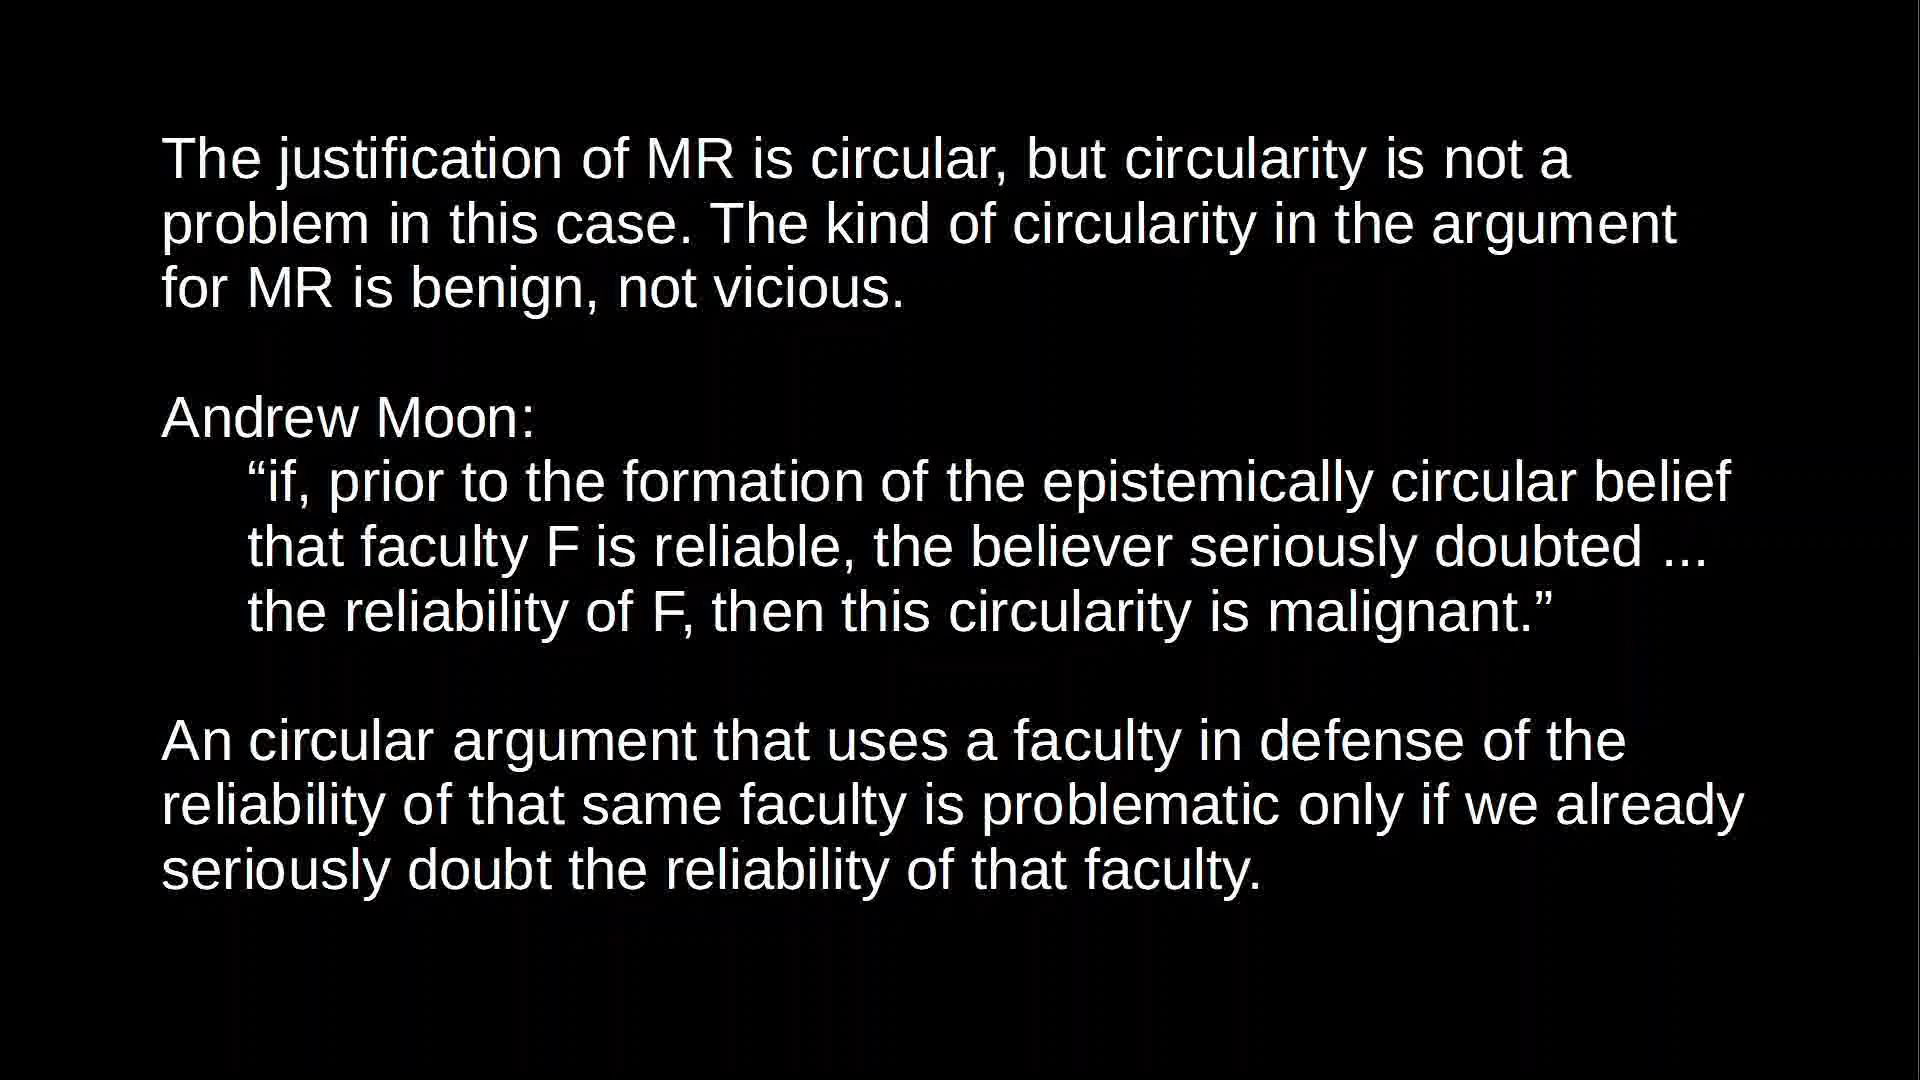 The justification of MR is circular, but circularity is not a
problem in this case. The kind of circularity in the argument
for MR is benign, not vicious.
Andrew Moon:
“if, prior to the formation of the epistemically circular belief
that faculty F is reliable, the believer seriously doubted ...
the reliability of F, then this circularity is malignant.”
An circular argument that uses a faculty in defense of the
reliability of that same faculty is problematic only if we already
seriously doubt the reliability of that faculty.